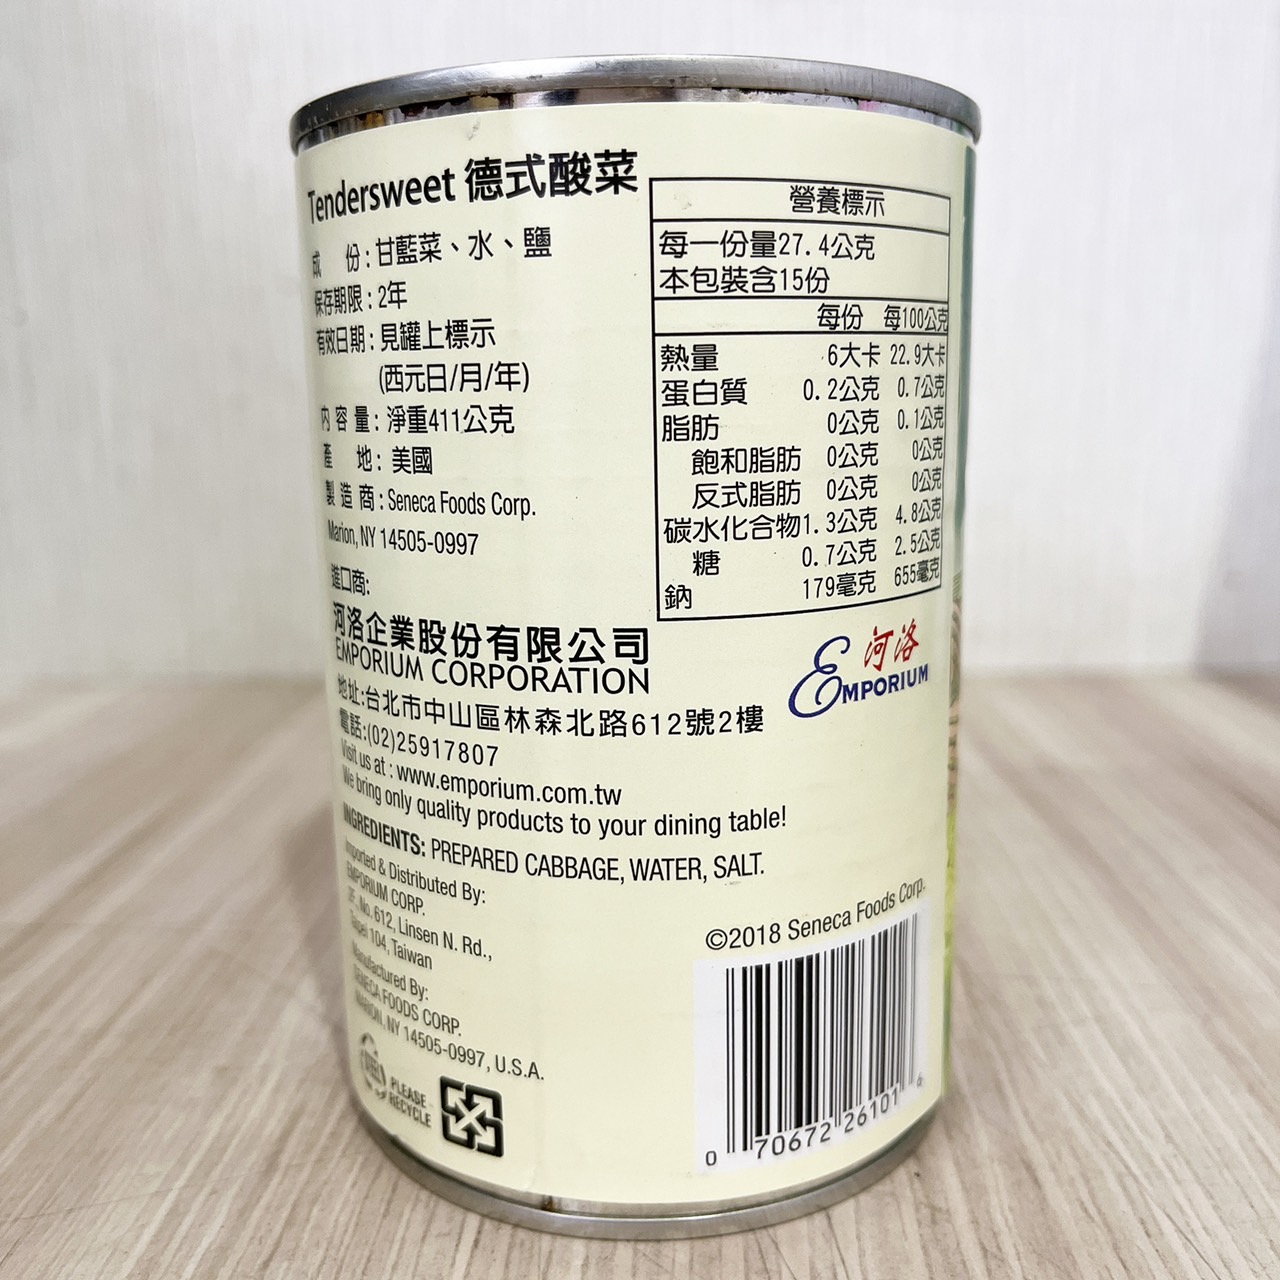 Tendersweet 德式酸菜
成 份：甘藍菜、水、鹽
保存期限：2年
有效日期：見罐上標示
(西元日/月/年)
內 容 量：淨重411公克
產 地：美國
製 造 商：Seneca Foods Corp.
Marion, NY 14505-0997
進口商:
河洛企業股份有限公司
EMPORIUM CORPORATION
地址:台北市中山區林森北路612號2樓
電話:(02)25917807
Visit us at : www.emporium.com.tw
We bring only quality products to your dining table!
INGREDIENTS: PREPARED CABBAGE, WATER, SALT.
Imported & Distributed By:
EMPORIUM CORP.
2F., No. 612, Linsen N. Rd.,
Taipei 104, Taiwan
Manufactured By:
SENECA FOODS CORP.
MARION, NY 14505-0997, U.S.A.
PLEASE
RECYCLE
營養標示
每一份量27.4公克
本包裝含15份
每份 每100公克
熱量 6大卡 22.9大卡
蛋白質 0.2公克 0.7公克
脂肪 0公克 0.1公克
飽和脂肪 0公克 0公克
反式脂肪 0公克 0公克
碳水化合物 1.3公克 4.8公克
糖 0.7公克 2.5公克
鈉 179毫克 655毫克
河洛
EMPORIUM
©2018 Seneca Foods Corp.
0 70672 26101 6